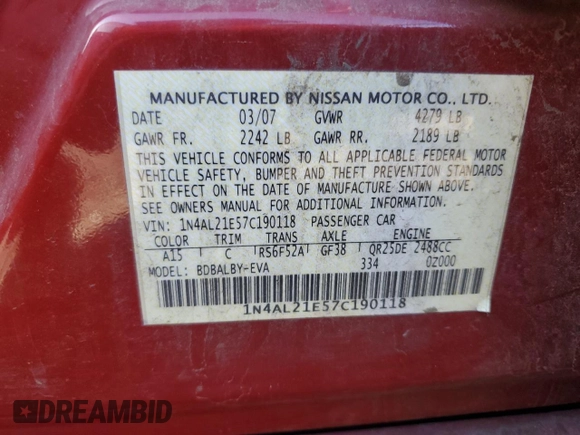 MANUFACTURED BY NISSAN MOTOR CO., LTD.
DATE 03/07 GVWR 4279 LB
GAWR FR. 2242 LB GAWR RR. 2189 LB
THIS VEHICLE CONFORMS TO ALL APPLICABLE FEDERAL MOTOR
VEHICLE SAFETY, BUMPER AND THEFT PREVENTION STANDARDS
IN EFFECT ON THE DATE OF MANUFACTURE SHOWN ABOVE.
SEE OWNERS MANUAL FOR ADDITIONAL INFORMATION.
VIN: 1N4AL21E57C190118 PASSENGER CAR
COLOR TRIM TRANS AXLE ENGINE
A15 C RS6F52A GF38 QR25DE 2488CC
MODEL: BDBALBY-EVA 334 0Z000
1N4AL21E57C190118
DREAMBID